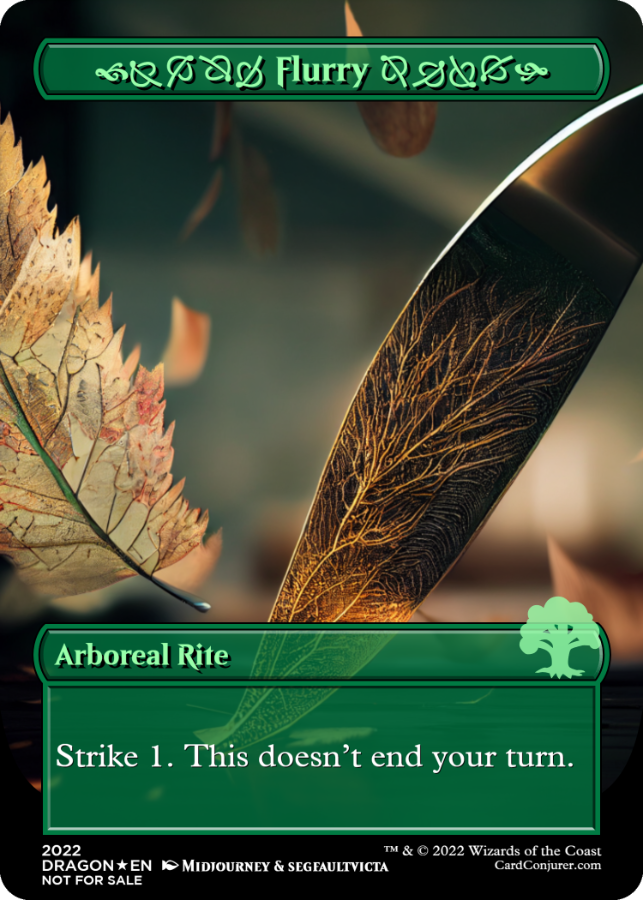 Flurry
Arboreal Rite
Strike 1. This doesn't end your turn.
2022
DRAGON★EN MIDJOURNEY & SEGFAULTVICTA
NOT FOR SALE
™ & © 2022 Wizards of the Coast
CardConjurer.com